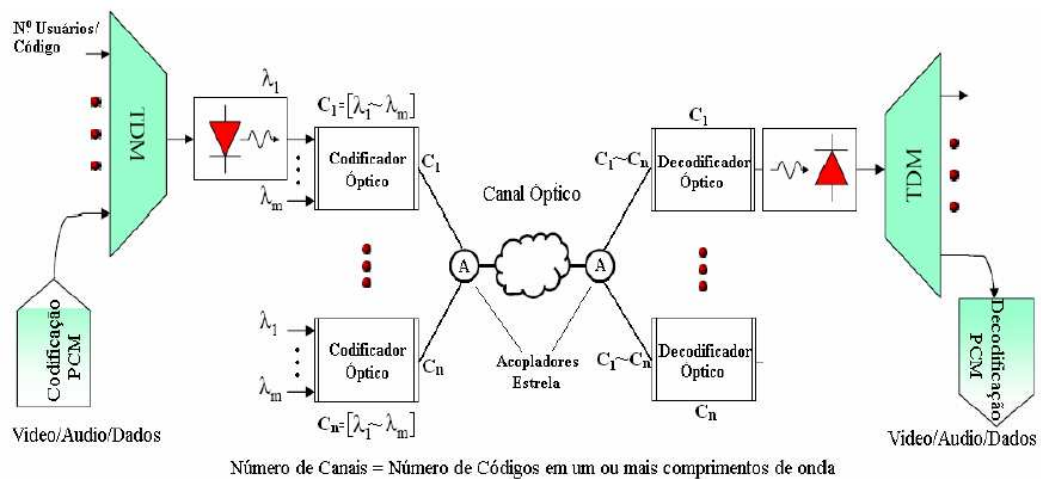 Nº Usuários/
Código
TDM
Codificação
PCM
Video/Audio/Dados
λ1
C1=[λ1~λm]
λm
Codificador
Óptico
C1
λ1
λm
Codificador
Óptico
Cn
Cn=[λ1~λm]
Canal Óptico
A
A
Acopladores
Estrela
C1
C1~Cn
Decodificador
Óptico
C1~Cn
Decodificador
Óptico
Cn
TDM
Decodificação
PCM
Video/Audio/Dados
Número de Canais = Número de Códigos em um ou mais comprimentos de onda